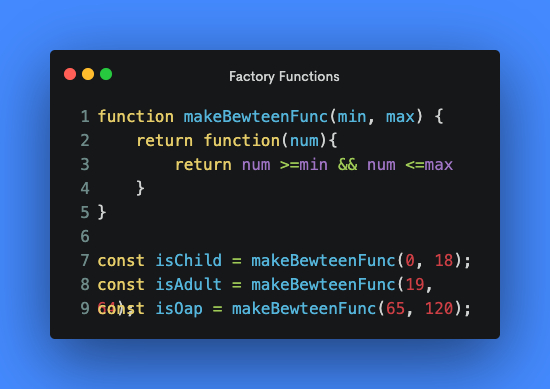 Factory Functions
1 function makeBewteenFunc(min, max) {
2 return function(num){
3 return num >=min && num <=max
4 }
5 }
6
7 const isChild = makeBewteenFunc(0, 18);
8 const isAdult = makeBewteenFunc(19,
64);
9 const isOap = makeBewteenFunc(65, 120);